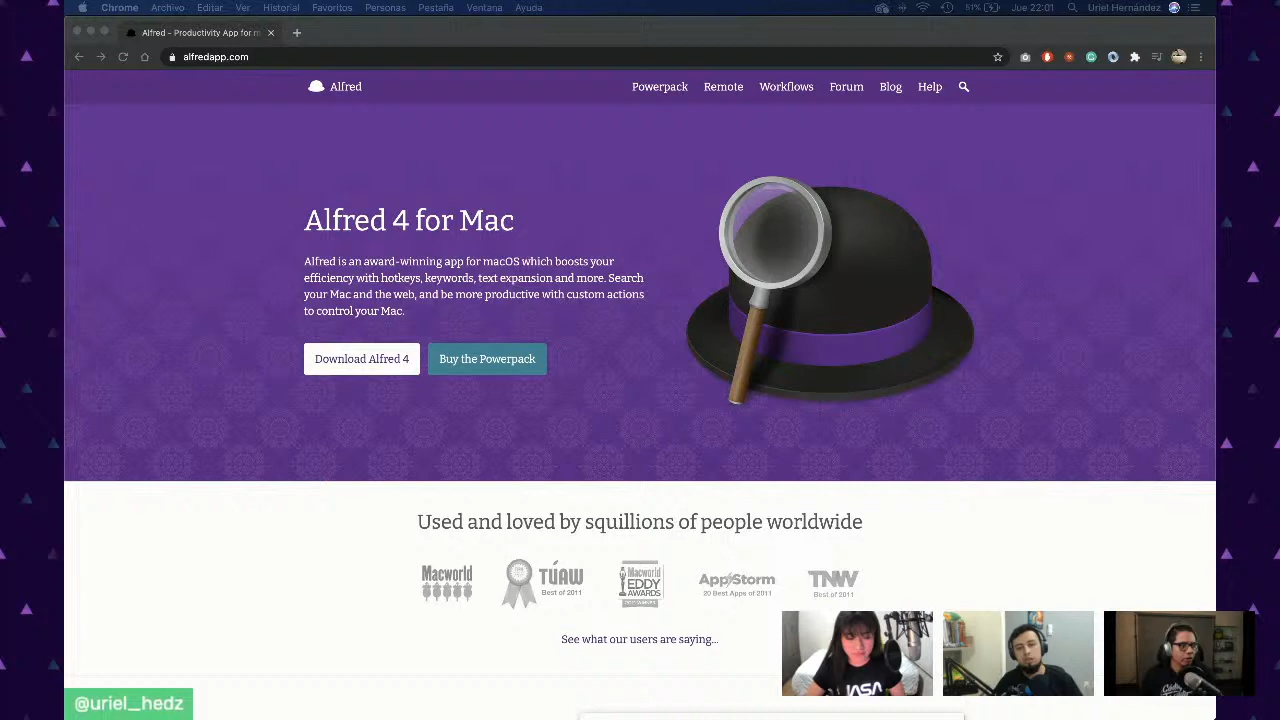 Chrome Archivo Editar Ver Historial Favoritos Personas Pestaña Ventana Ayuda 51% Jue 22:01 Uriel Hernández
Alfred - Productivity App for m
alfredapp.com
Alfred Powerpack Remote Workflows Forum Blog Help
Alfred 4 for Mac
Alfred is an award-winning app for macOS which boosts your
efficiency with hotkeys, keywords, text expansion and more. Search
your Mac and the web, and be more productive with custom actions
to control your Mac.
Download Alfred 4 Buy the Powerpack
Used and loved by squillions of people worldwide
Macworld
TÚAW
Best of 2011
Macworld
EDDY
AWARDS
AppStorm
20 Best Apps of 2011
TNW
Best of 2011
See what our users are saying...
NASA
@uriel_hedz